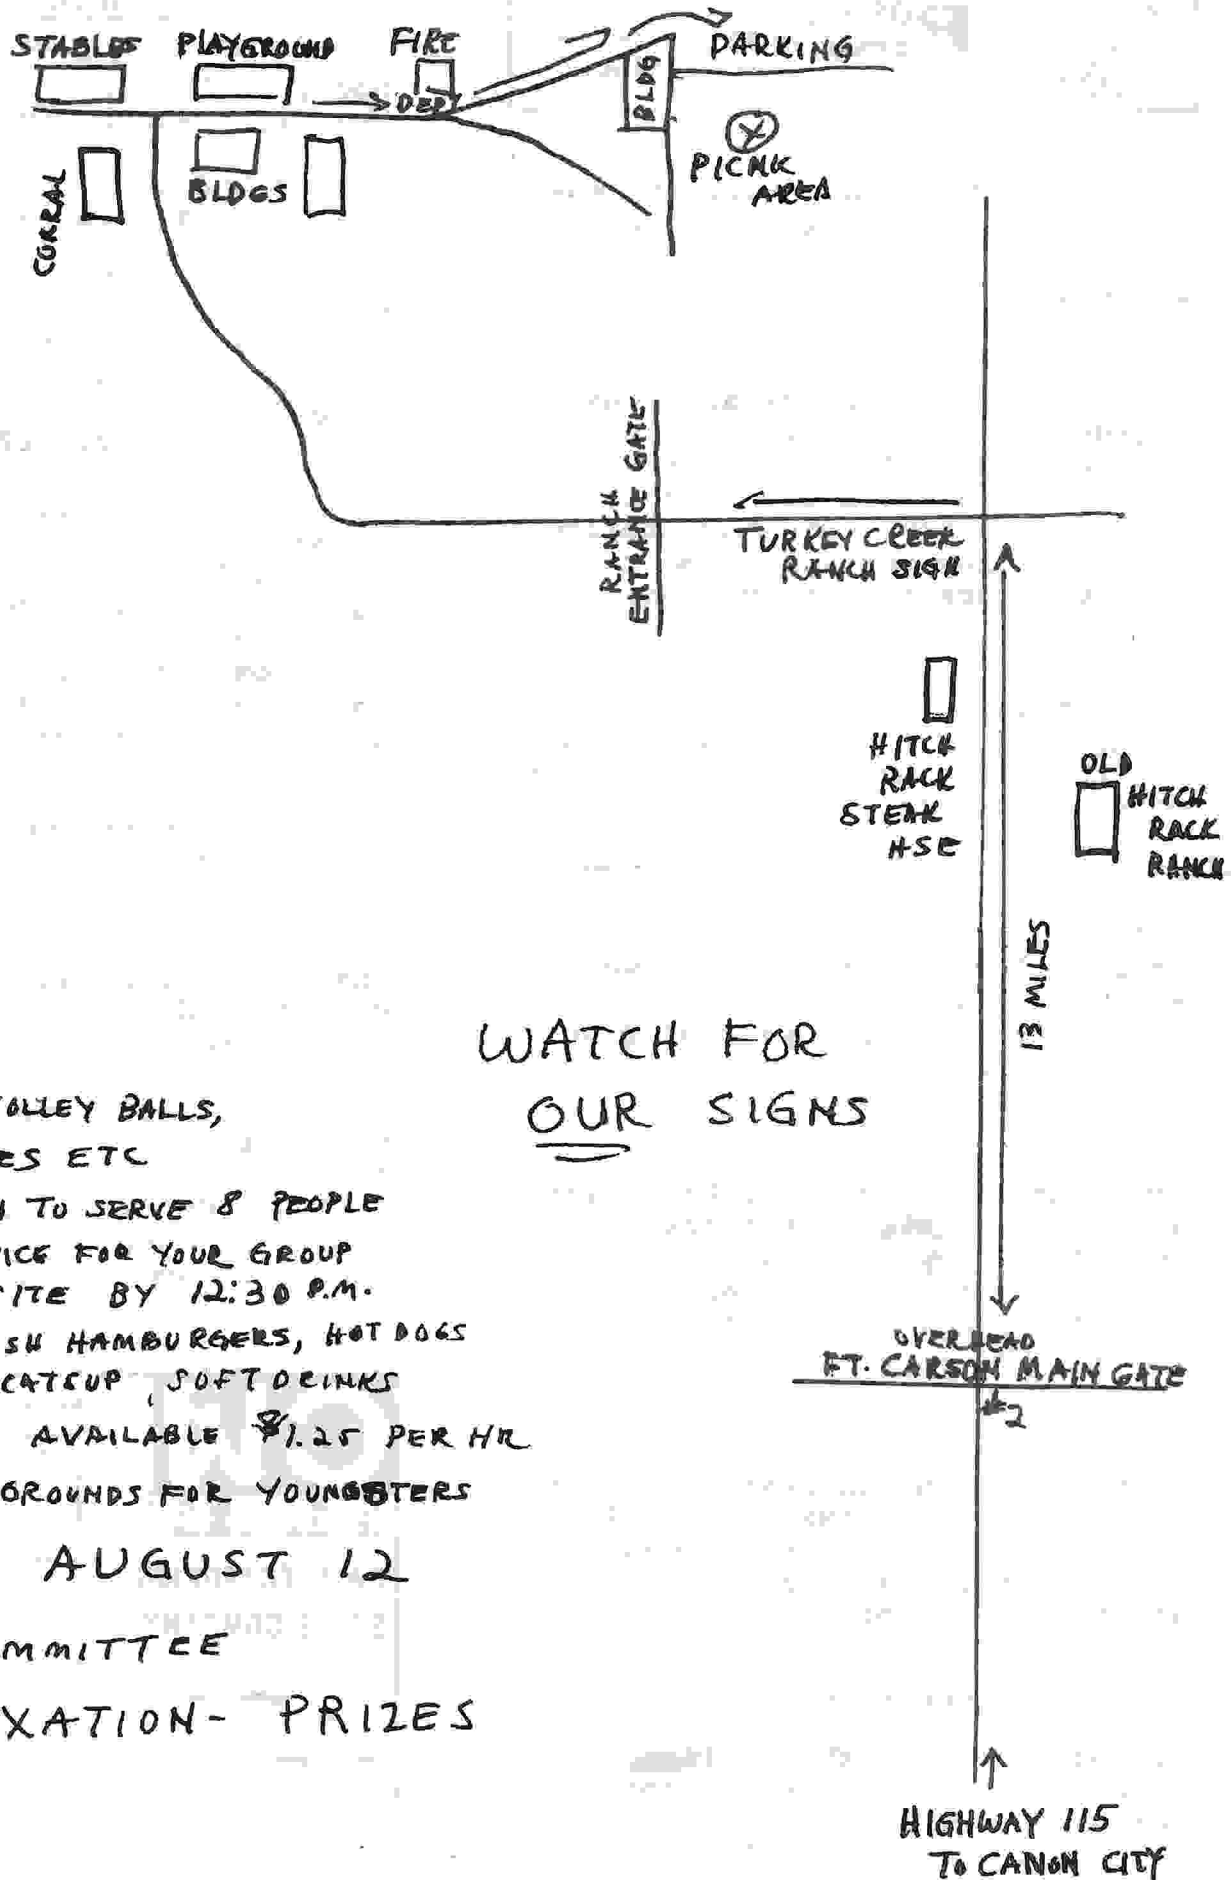 STABLES PLAYGROUND FIRE DEPT
BLDG
PARKING
PICNIC
AREA
CORRAL
BLDGS
RANCH
ENTRANCE GATE
TURKEY CREEK
RANCH SIGN
HITCH
RACK
STEAK
HSE
OLD
HITCH
RACK
RANCH
13 MILES
WATCH FOR
OUR SIGNS
OLLEY BALLS,
ES ETC
TO SERVE 8 PEOPLE
ICE FOR YOUR GROUP
ITE BY 12:30 P.M.
SH HAMBURGERS, HOT DOGS
CATSUP, SOFT DRINKS
AVAILABLE $1.25 PER HR
GROUNDS FOR YOUNGSTERS
AUGUST 12
MMITTEE
XATION- PRIZES
OVERHEAD
FT. CARSON MAIN GATE
#2
HIGHWAY 115
TO CANON CITY